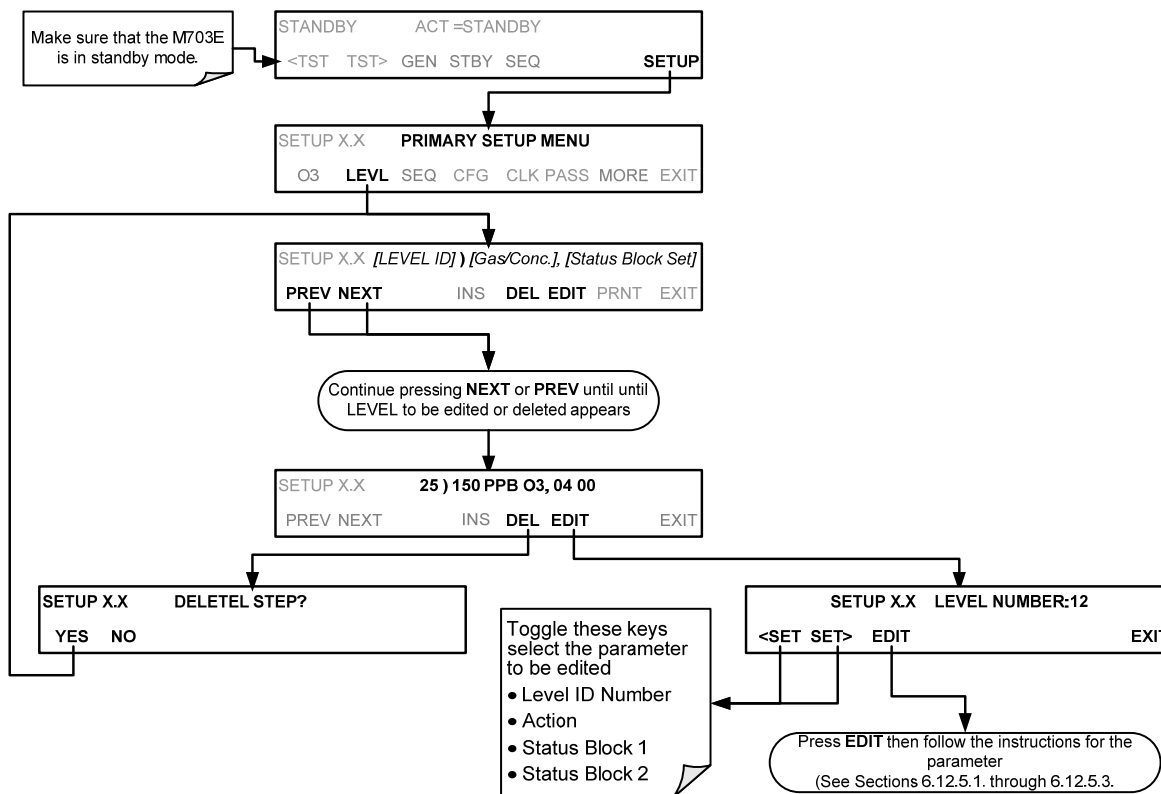 Make sure that the M703E
is in standby mode.
STANDBY ACT =STANDBY
<TST TST> GEN STBY SEQ SETUP
SETUP X.X PRIMARY SETUP MENU
O3 LEVL SEQ CFG CLK PASS MORE EXIT
SETUP X.X [LEVEL ID] ) [Gas/Conc.], [Status Block Set]
PREV NEXT INS DEL EDIT PRNT EXIT
Continue pressing NEXT or PREV until until
LEVEL to be edited or deleted appears
SETUP X.X 25 ) 150 PPB O3, 04 00
PREV NEXT INS DEL EDIT EXIT
SETUP X.X DELETEL STEP?
YES NO
Toggle these keys
select the parameter
to be edited
• Level ID Number
• Action
• Status Block 1
• Status Block 2
SETUP X.X LEVEL NUMBER:12
<SET SET> EDIT EXIT
Press EDIT then follow the instructions for the
parameter
(See Sections 6.12.5.1. through 6.12.5.3.